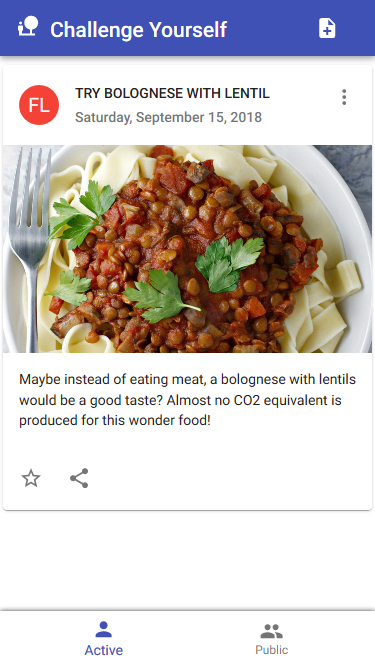 Challenge Yourself
FL
TRY BOLOGNESE WITH LENTIL
Saturday, September 15, 2018
Maybe instead of eating meat, a bolognese with lentils
would be a good taste? Almost no CO2 equivalent is
produced for this wonder food!
Active
Public